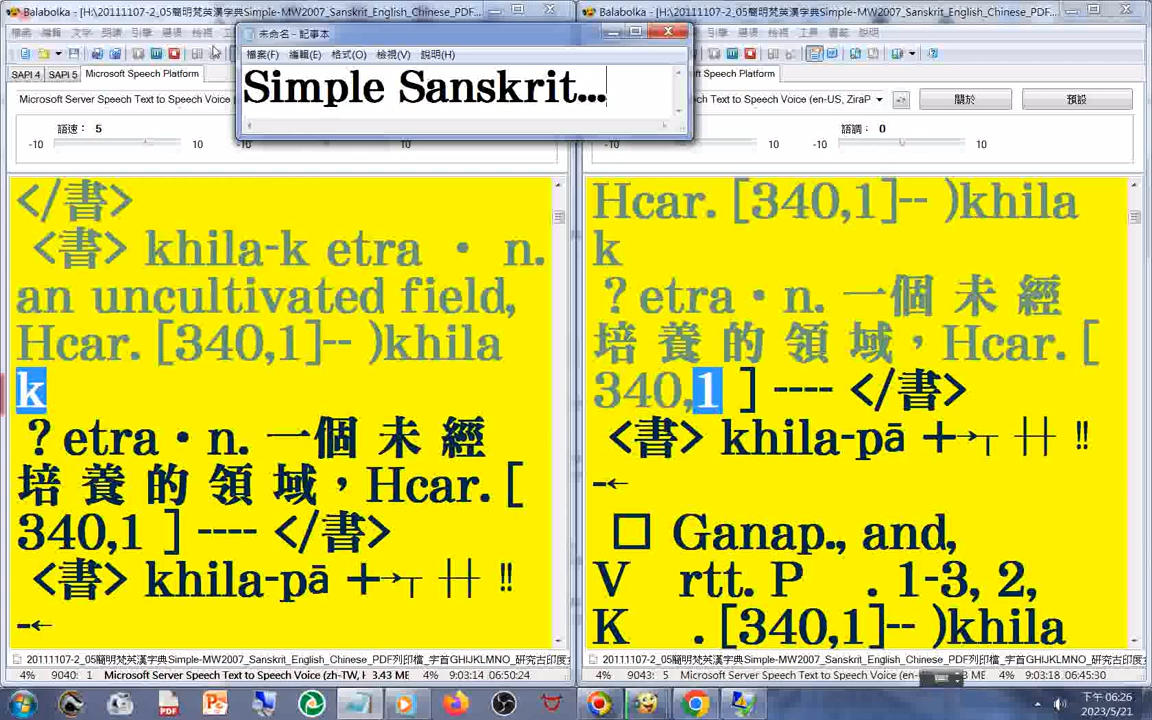 Balabolka - [H:\20111107-2_05簡明梵英漢字典Simple-MW2007_Sanskrit_English_Chinese_PDF...
Balabolka - [H:\20111107-2_05簡明梵英漢字典Simple-MW2007_Sanskrit_English_Chinese_PDF...
未命名 - 記事本
檔案(F) 編輯(E) 格式(O) 檢視(V) 說明(H)
Simple Sanskrit...
SAPI 4 SAPI 5 Microsoft Speech Platform
t Speech Platform
Microsoft Server Speech Text to Speech Voice
ch Text to Speech Voice (en-US, ZiraP
關於
預設
語速： 5
-10 10
語調： 0
-10 10
</書>
<書> khila-k etra • n.
an uncultivated field,
Hcar. [340,1]-- )khila
k
？etra • n. 一個 未 經
培 養 的 領 域，Hcar. [
340,1 ] ---- </書>
<書> khila-pā +→┬ ┼┼ ‼
-←
Hcar. [340,1]-- )khila
k
？etra • n. 一個 未 經
培 養 的 領 域，Hcar. [
340,1 ] ---- </書>
<書> khila-pā +→┬ ┼┼ ‼
-←
□ Ganap., and,
V rtt. P . 1-3, 2,
K . [340,1]-- )khila
20111107-2_05簡明梵英漢字典Simple-MW2007_Sanskrit_English_Chinese_PDF列印檔_字首GHIJKLMNO_研究古印度
20111107-2_05簡明梵英漢字典Simple-MW2007_Sanskrit_English_Chinese_PDF列印檔_字首GHIJKLMNO_研究古印度
4% 9040: 1 Microsoft Server Speech Text to Speech Voice (zh-TW, 3.43 ME 4% 9:03:14 06:50:24
4% 9043: 5 Microsoft Server Speech Text to Speech Voice 4% 9:03:18 06:45:30
下午 06:26
2023/5/21